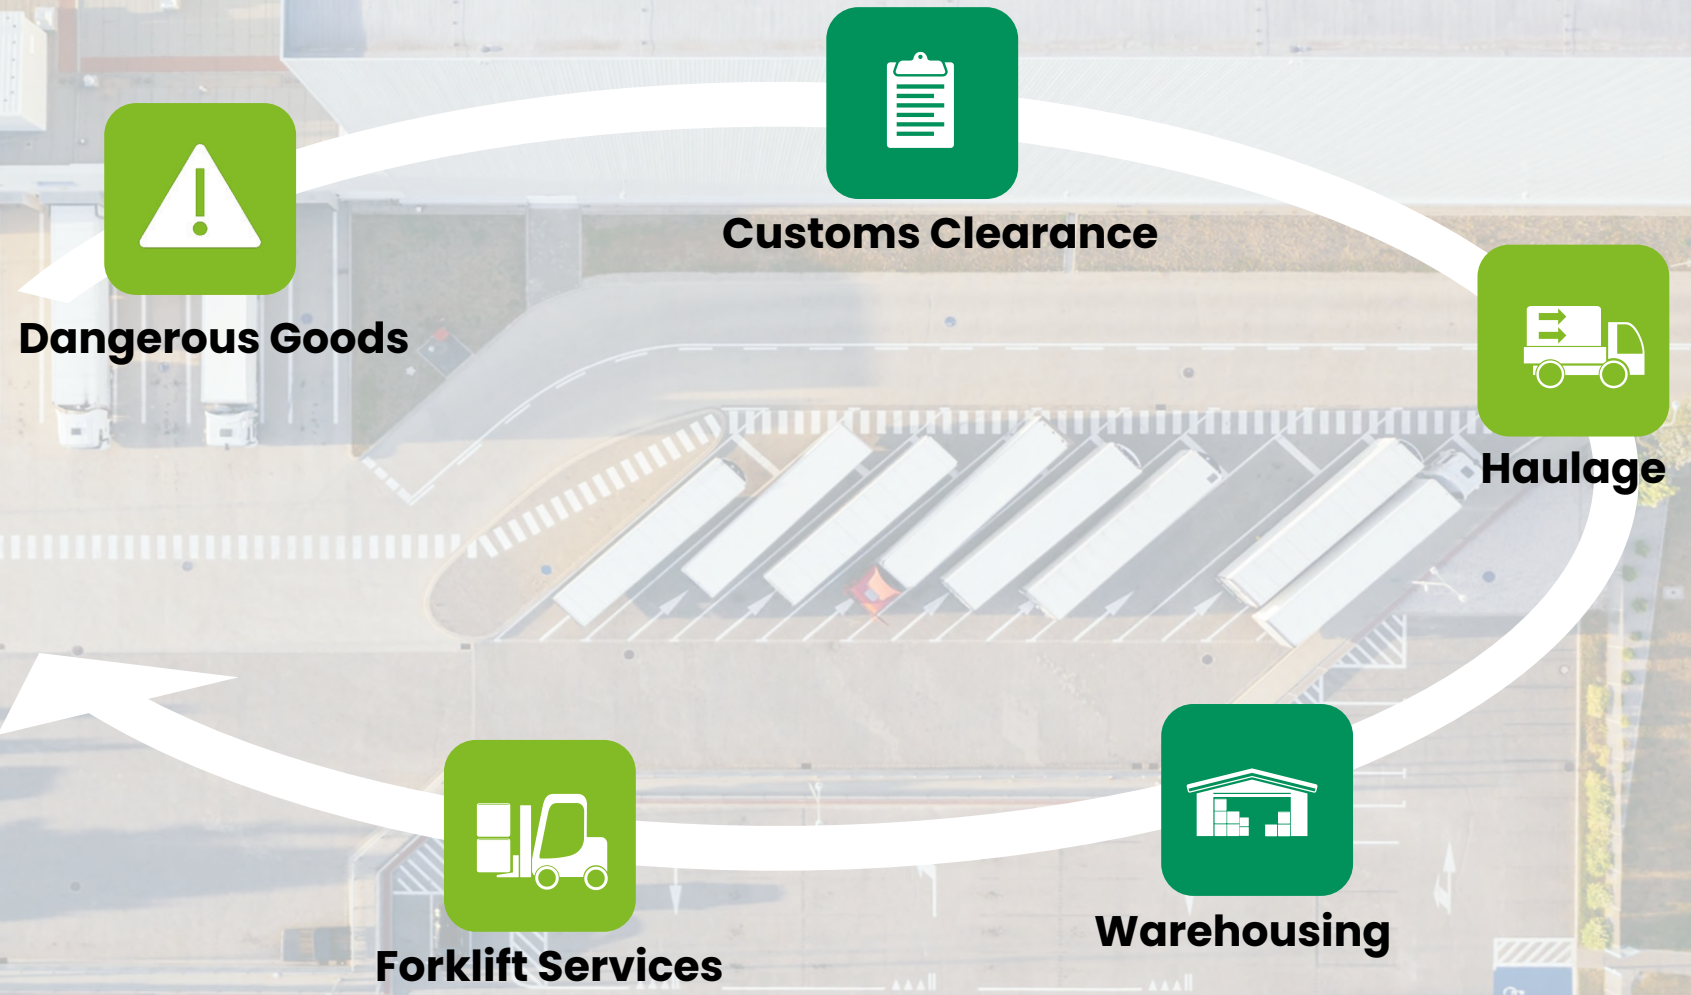 Customs Clearance
Dangerous Goods
Haulage
Warehousing
Forklift Services